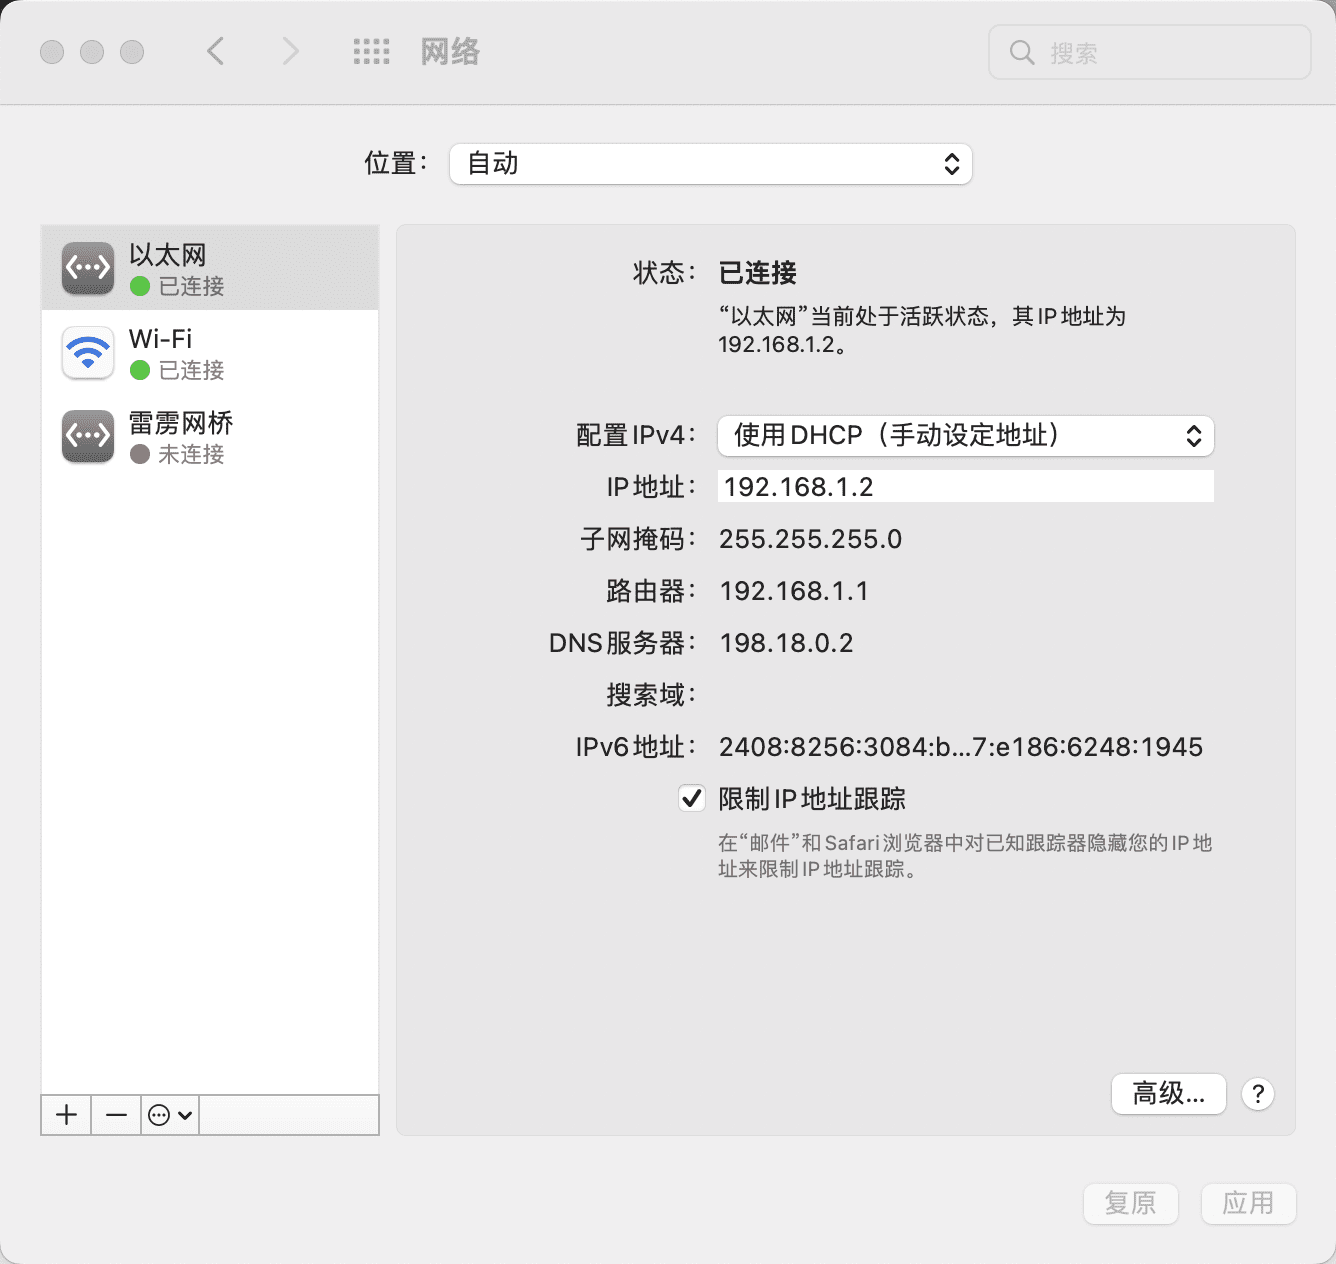 网络
搜索
位置：
自动
以太网
已连接
Wi-Fi
已连接
雷雳网桥
未连接
状态：
已连接
“以太网”当前处于活跃状态，其 IP 地址为
192.168.1.2。
配置 IPv4：
使用 DHCP（手动设定地址）
IP 地址：
192.168.1.2
子网掩码：
255.255.255.0
路由器：
192.168.1.1
DNS 服务器：
198.18.0.2
搜索域：
IPv6 地址：
2408:8256:3084:b...7:e186:6248:1945
限制 IP 地址跟踪
在“邮件”和 Safari 浏览器中对已知跟踪器隐藏您的 IP 地
址来限制 IP 地址跟踪。
高级...
?
复原
应用